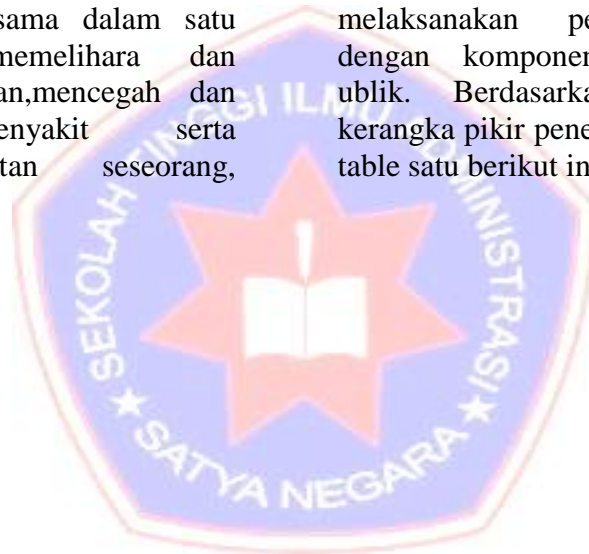 sama dalam satu
memelihara dan
an,mencegah dan
enyakit serta
tan seseorang,
melaksanakan pe
dengan komponen
ublik. Berdasarka
kerangka pikir pene
table satu berikut in
SEKOLAH TINGGI ILMU ADMINISTRASI
★ SATYA NEGARA ★